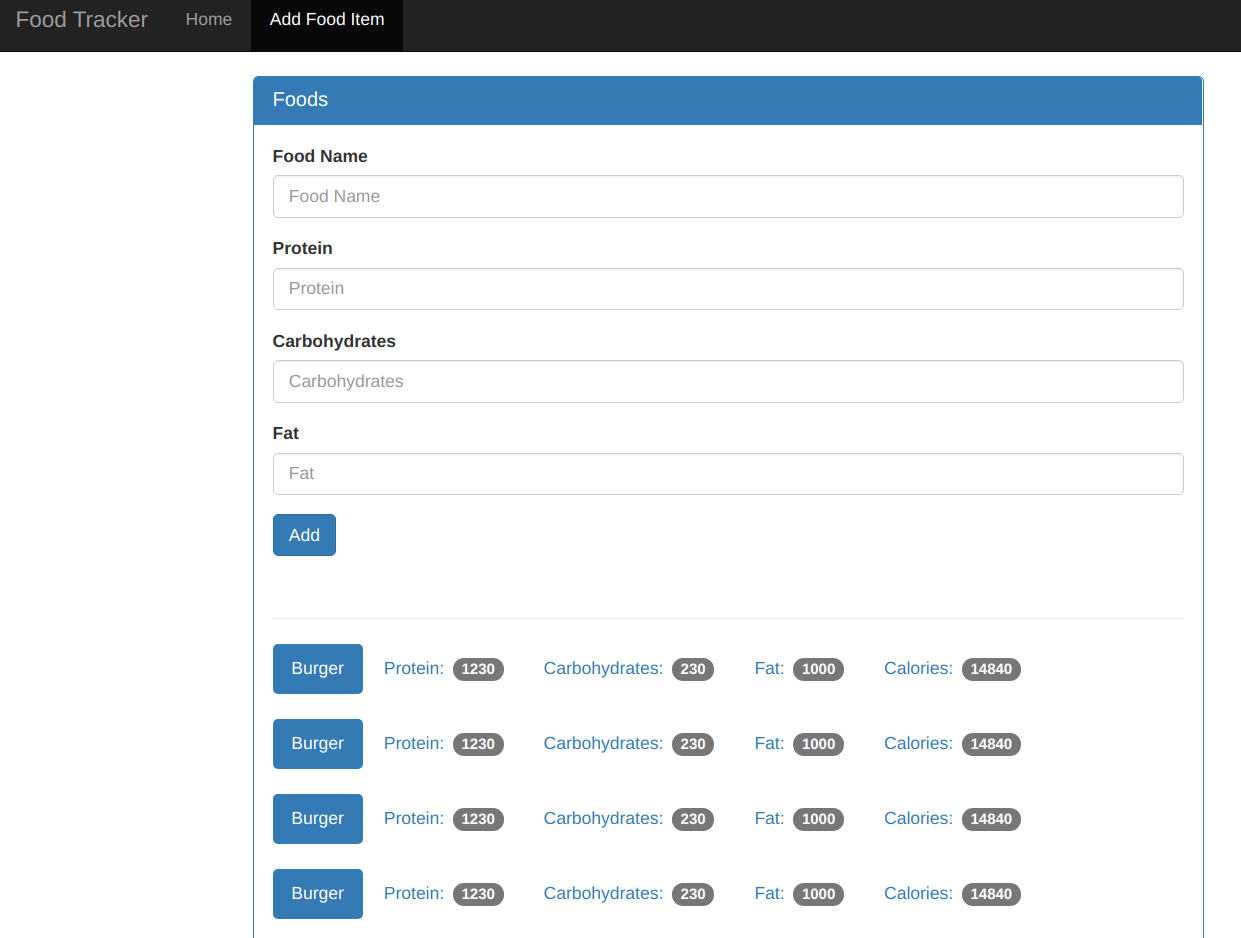 Food Tracker Home Add Food Item
Foods
Food Name
Food Name
Protein
Protein
Carbohydrates
Carbohydrates
Fat
Fat
Add
Burger Protein: 1230 Carbohydrates: 230 Fat: 1000 Calories: 14840
Burger Protein: 1230 Carbohydrates: 230 Fat: 1000 Calories: 14840
Burger Protein: 1230 Carbohydrates: 230 Fat: 1000 Calories: 14840
Burger Protein: 1230 Carbohydrates: 230 Fat: 1000 Calories: 14840